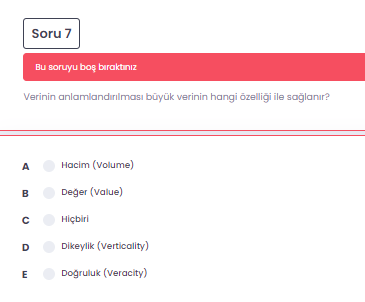 Soru 7
Bu soruyu boş bıraktınız
Verinin anlamlandırılması büyük verinin hangi özelliği ile sağlanır?
A Hacim (Volume)
B Değer (Value)
C Hiçbiri
D Dikeylik (Verticality)
E Doğruluk (Veracity)